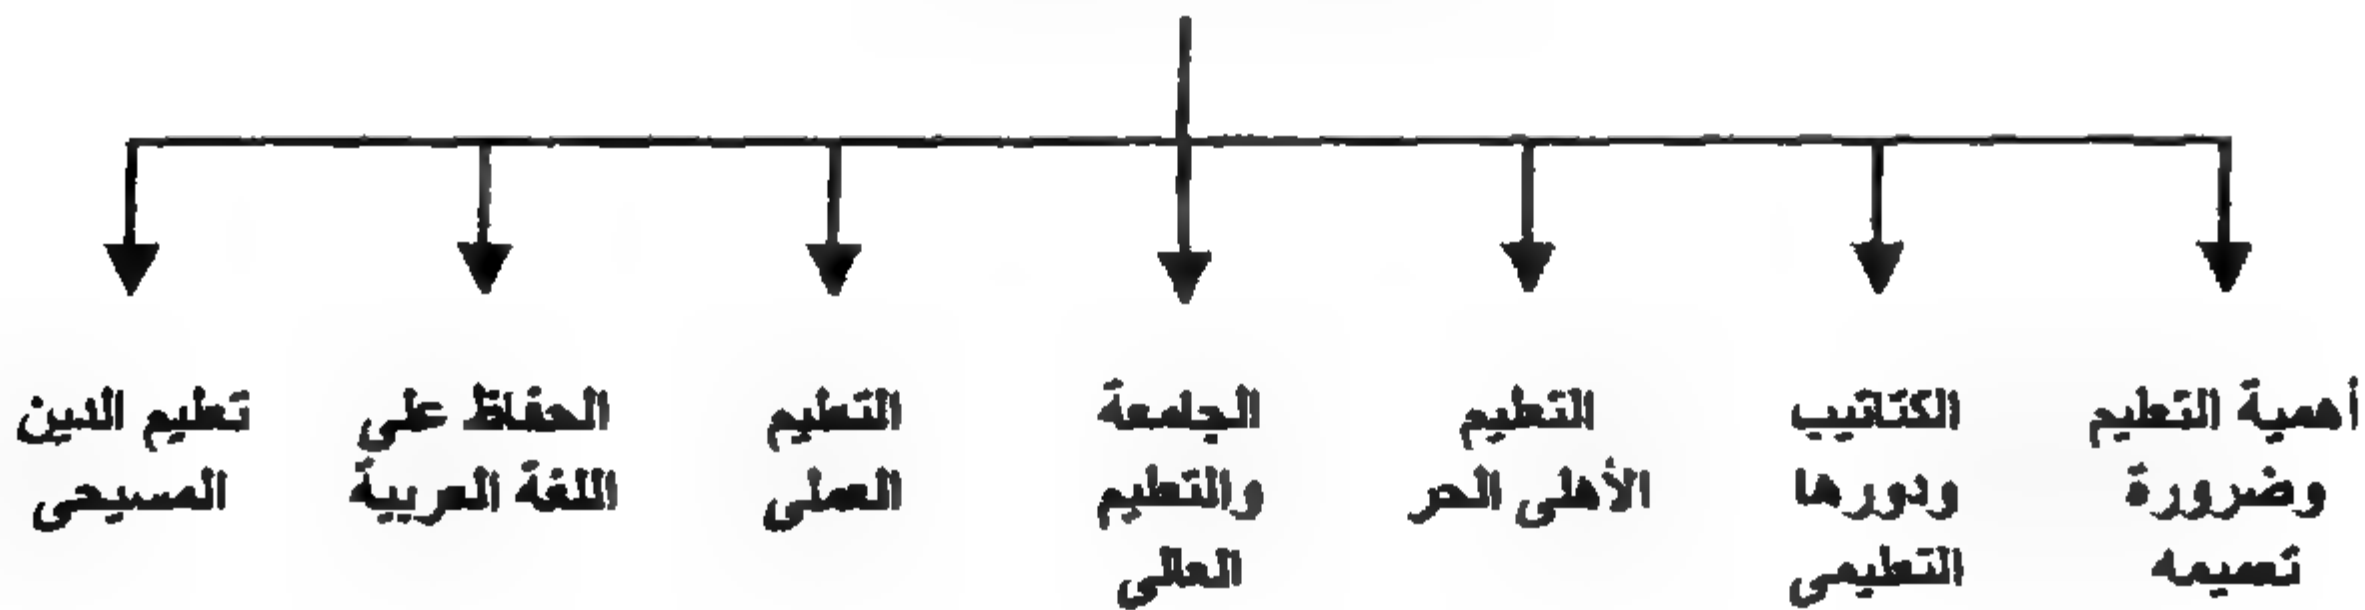 أهمية التعليم
وضرورة
تعميمه
الكتاتيب
ودورها
التعليمى
التعليم
الأهلى الحر
الجامعة
والتعليم
العالى
التعليم
العملى
الحفاظ على
اللغة العربية
تعليم الدين
المسيحى